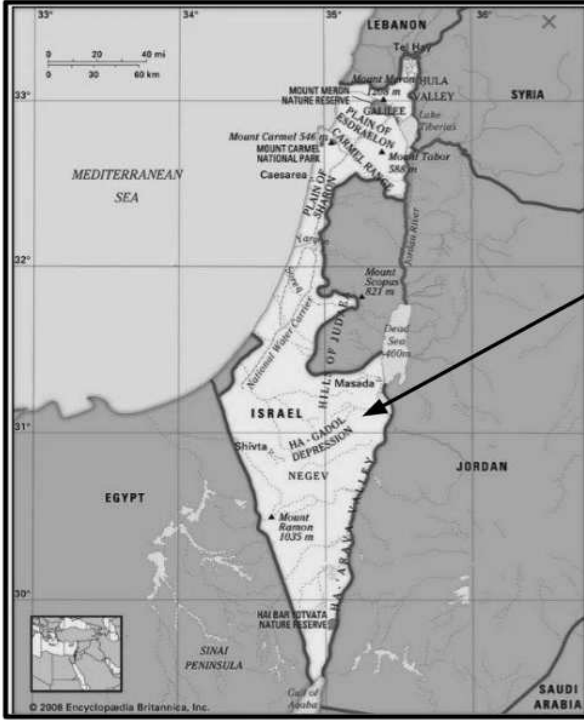 33°
34°
35°
36°
LEBANON
Tel Hay
0 20 40 mi
0 30 60 km
Mount Meron
1208 m
HULA
VALLEY
MOUNT MERON
NATURE RESERVE
SYRIA
33°
GALILEE
PLAIN OF
ESDRAELON
Lake
Tiberias
Mount Carmel 546 m
MOUNT CARMEL
NATIONAL PARK
CARMEL RANGE
Mount Tabor
588 m
MEDITERRANEAN
SEA
Caesarea
PLAIN OF
SHARON
Jordan River
Yarqon
32°
Mount
Scopus
821 m
Soreq
National Water Carrier
HILLS OF JUDAEA
Dead
Sea
-400m
Masada
ISRAEL
31°
HA-GADOL
DEPRESSION
Shivta
NEGEV
JORDAN
EGYPT
Mount
Ramon
1035 m
HA-'ARAVA VALLEY
30°
HAI BAR YOTVATA
NATURE RESERVE
SINAI
PENINSULA
Gulf of
Aqaba
SAUDI
ARABIA
© 2008 Encyclopædia Britannica, Inc.